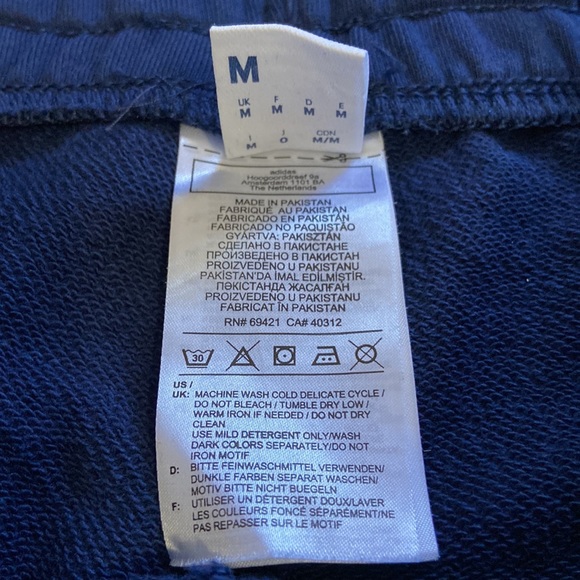 M
UK F D E
M M M M
I J CDN
M O M/M
adidas
Hoogoorddreef 9a
Amsterdam 1101 BA
The Netherlands
MADE IN PAKISTAN
FABRIQUÉ AU PAKISTAN
FABRICADO EN PAKISTÁN
FABRICADO NO PAQUISTÃO
GYÁRTVA: PAKISZTÁN
СДЕЛАНО В ПАКИСТАНЕ
PROIZVEDENO U PAKISTANU
PAKİSTAN'DA İMAL EDİLMİŞTİR.
ПӘКІСТАНДА ЖАСАЛҒАН
PROIZVEDENO U PAKISTANU
FABRICAT ÎN PAKISTAN
RN# 69421 CA# 40312
30
US /
UK: MACHINE WASH COLD DELICATE CYCLE /
DO NOT BLEACH / TUMBLE DRY LOW /
WARM IRON IF NEEDED / DO NOT DRY
CLEAN
USE MILD DETERGENT ONLY/WASH
DARK COLORS SEPARATELY/DO NOT
IRON MOTIF
D: BITTE FEINWASCHMITTEL VERWENDEN/
DUNKLE FARBEN SEPARAT WASCHEN/
MOTIV BITTE NICHT BUEGELN
F: UTILISER UN DÉTERGENT DOUX/LAVER
LES COULEURS FONCÉ SÉPARÉMENT/NE
PAS REPASSER SUR LE MOTIF